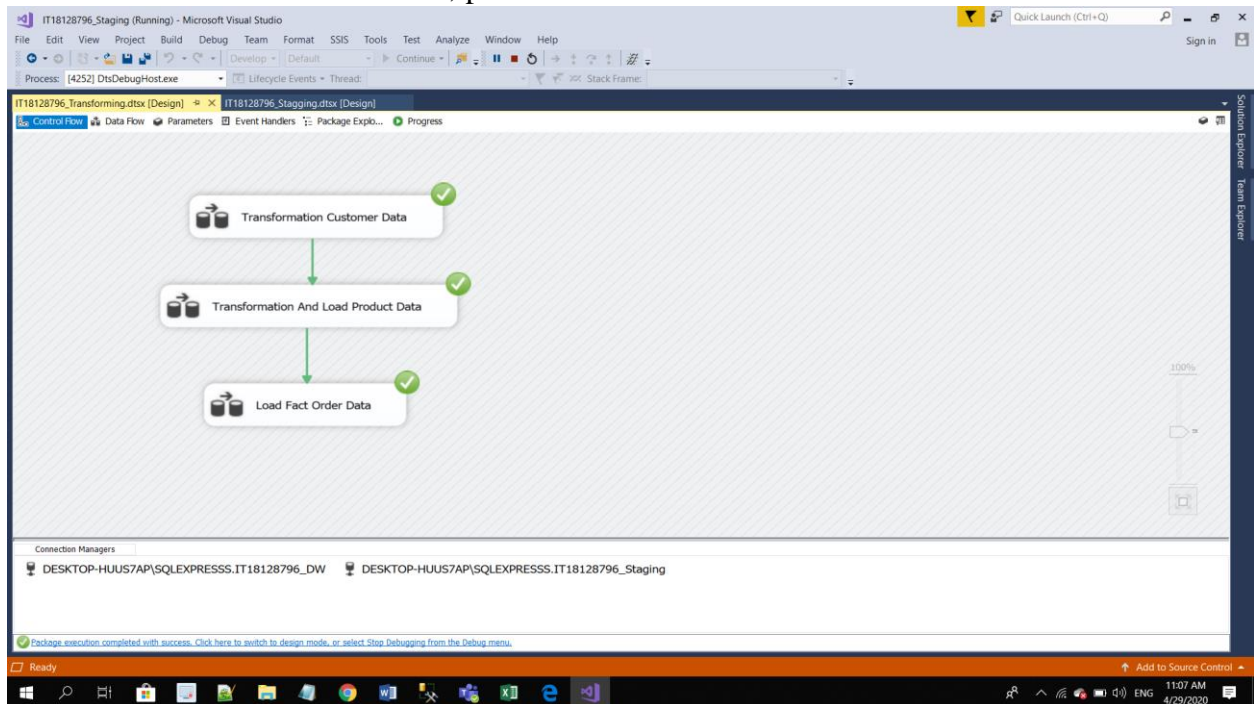 IT18128796_Staging (Running) - Microsoft Visual Studio
Quick Launch (Ctrl+Q)
File Edit View Project Build Debug Team Format SSIS Tools Test Analyze Window Help
Sign in
Develop Default Continue
Process: [4252] DtsDebugHost.exe Lifecycle Events Thread: Stack Frame:
IT18128796_Transforming.dtsx [Design] IT18128796_Stagging.dtsx [Design]
Control Flow Data Flow Parameters Event Handlers Package Explo... Progress
Solution Explorer
Team Explorer
Transformation Customer Data
Transformation And Load Product Data
Load Fact Order Data
100%
Connection Managers
DESKTOP-HUUS7AP\SQLEXPRESSS.IT18128796_DW DESKTOP-HUUS7AP\SQLEXPRESSS.IT18128796_Staging
Package execution completed with success. Click here to switch to design mode, or select Stop Debugging from the Debug menu.
Ready
Add to Source Control
ENG
11:07 AM
4/29/2020